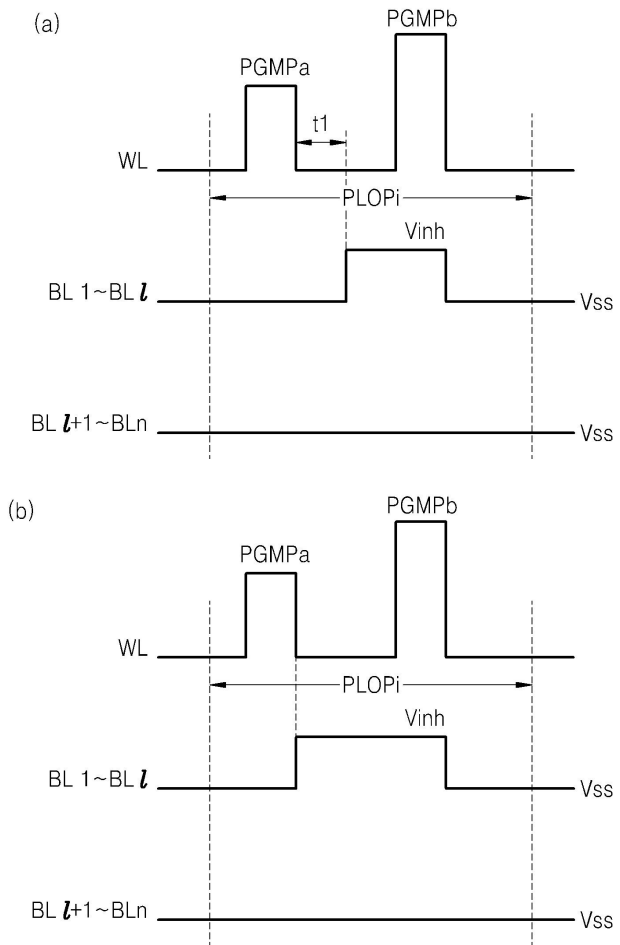 (a)
PGMPb
PGMPa
t1
WL
PLOPi
Vinh
BL 1~BL l
Vss
BL l+1~BLn
Vss
(b)
PGMPb
PGMPa
WL
PLOPi
Vinh
BL 1~BL l
Vss
BL l+1~BLn
Vss